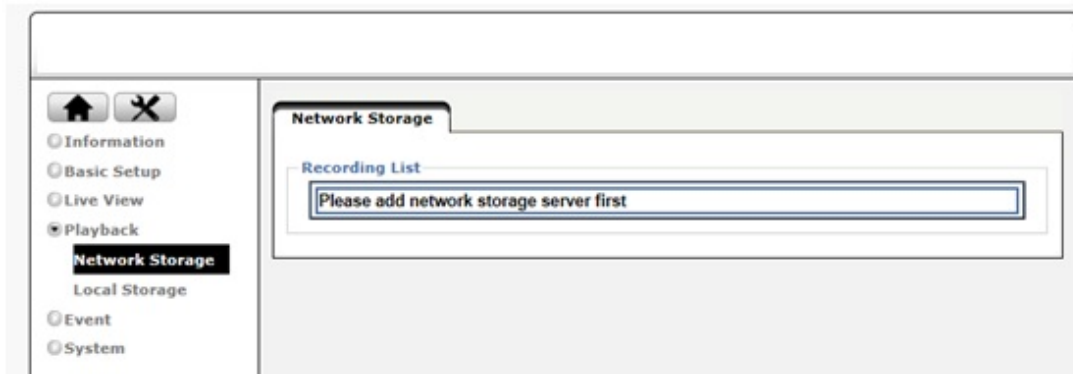 Information
Basic Setup
Live View
Playback
Network Storage
Local Storage
Event
System
Network Storage
Recording List
Please add network storage server first